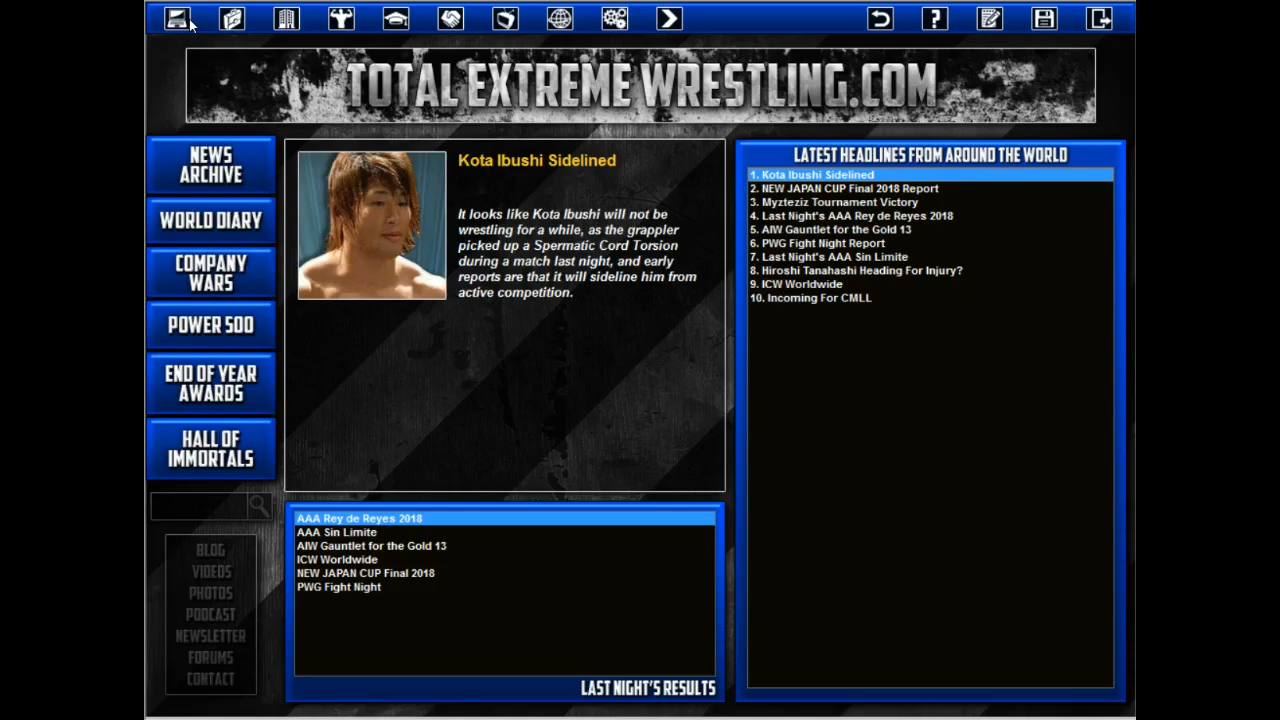 TOTAL EXTREME WRESTLING.COM
NEWS
ARCHIVE
WORLD DIARY
COMPANY
WARS
POWER 500
END OF YEAR
AWARDS
HALL OF
IMMORTALS
BLOG
VIDEOS
PHOTOS
PODCAST
NEWSLETTER
FORUMS
CONTACT
Kota Ibushi Sidelined
It looks like Kota Ibushi will not be
wrestling for a while, as the grappler
picked up a Spermatic Cord Torsion
during a match last night, and early
reports are that it will sideline him from
active competition.
AAA Rey de Reyes 2018
AAA Sin Limite
AIW Gauntlet for the Gold 13
ICW Worldwide
NEW JAPAN CUP Final 2018
PWG Fight Night
LAST NIGHT'S RESULTS
LATEST HEADLINES FROM AROUND THE WORLD
1. Kota Ibushi Sidelined
2. NEW JAPAN CUP Final 2018 Report
3. Myzteziz Tournament Victory
4. Last Night's AAA Rey de Reyes 2018
5. AIW Gauntlet for the Gold 13
6. PWG Fight Night Report
7. Last Night's AAA Sin Limite
8. Hiroshi Tanahashi Heading For Injury?
9. ICW Worldwide
10. Incoming For CMLL